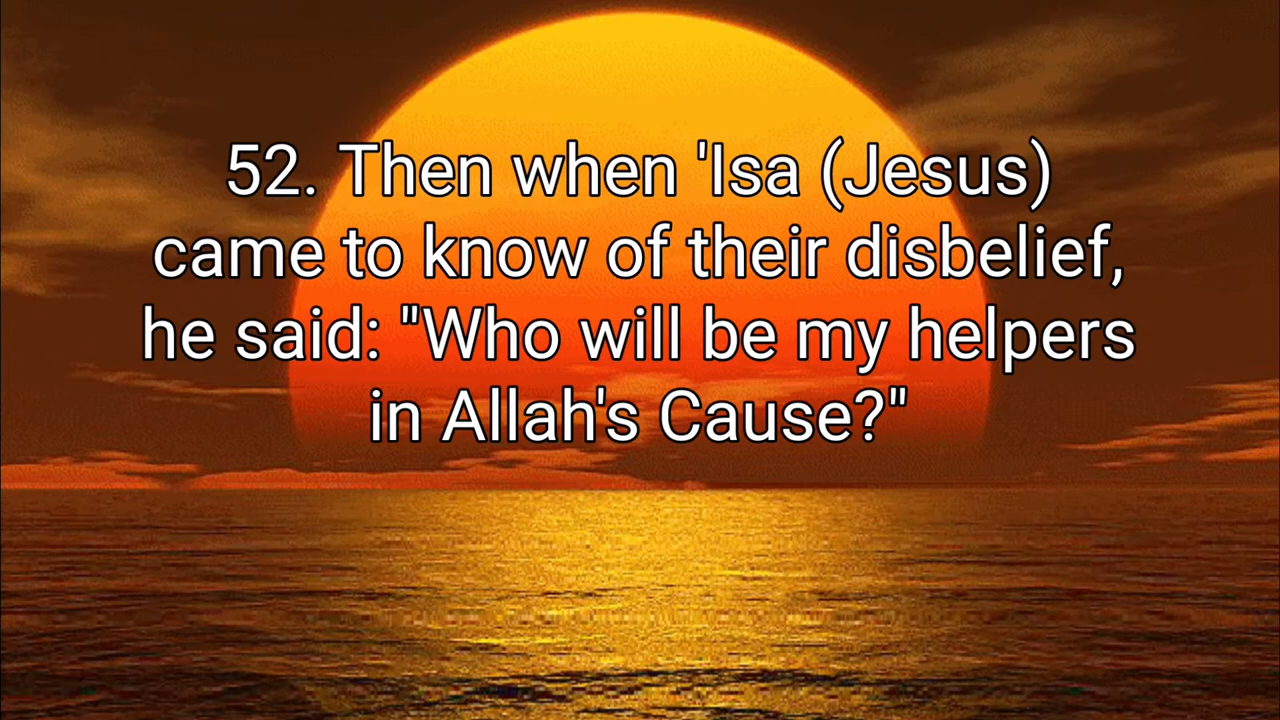 52. Then when 'Isa (Jesus)
came to know of their disbelief,
he said: "Who will be my helpers
in Allah's Cause?"